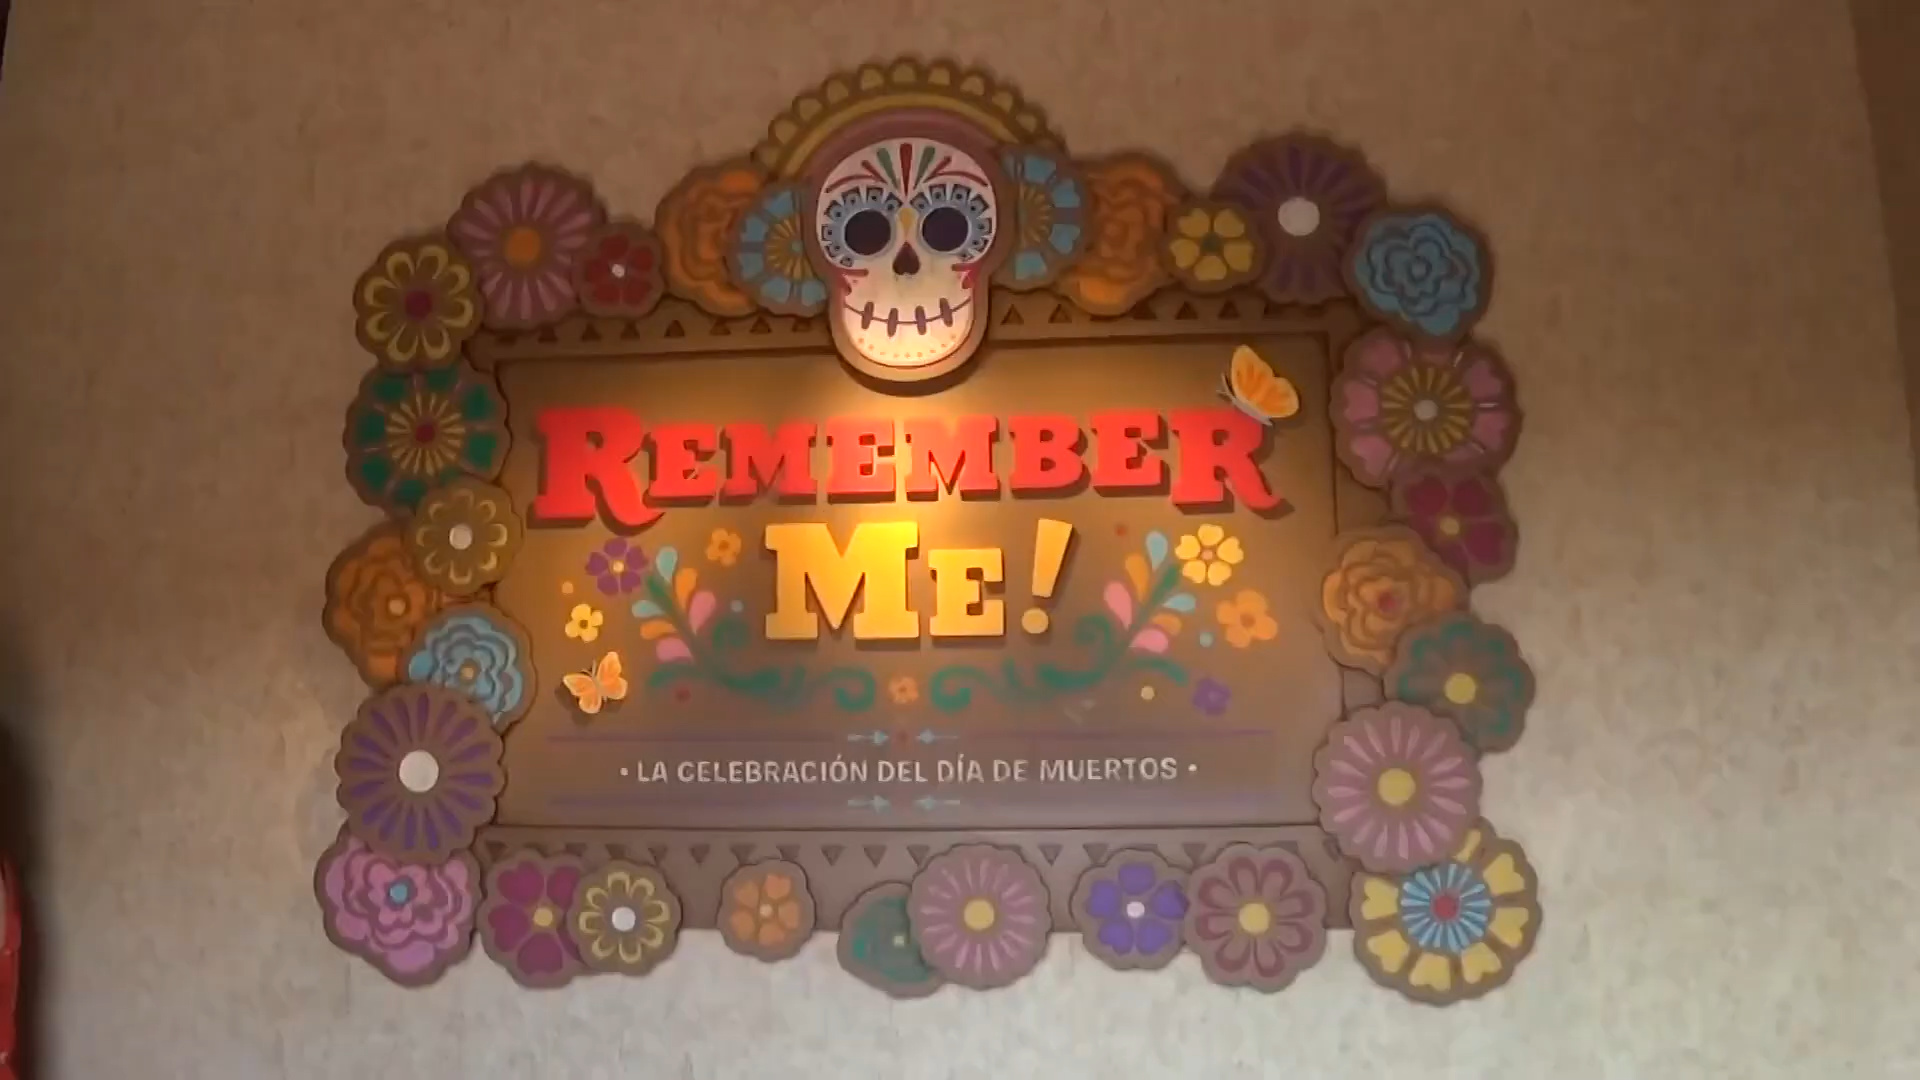 REMEMBER
ME!
• LA CELEBRACIÓN DEL DÍA DE MUERTOS •